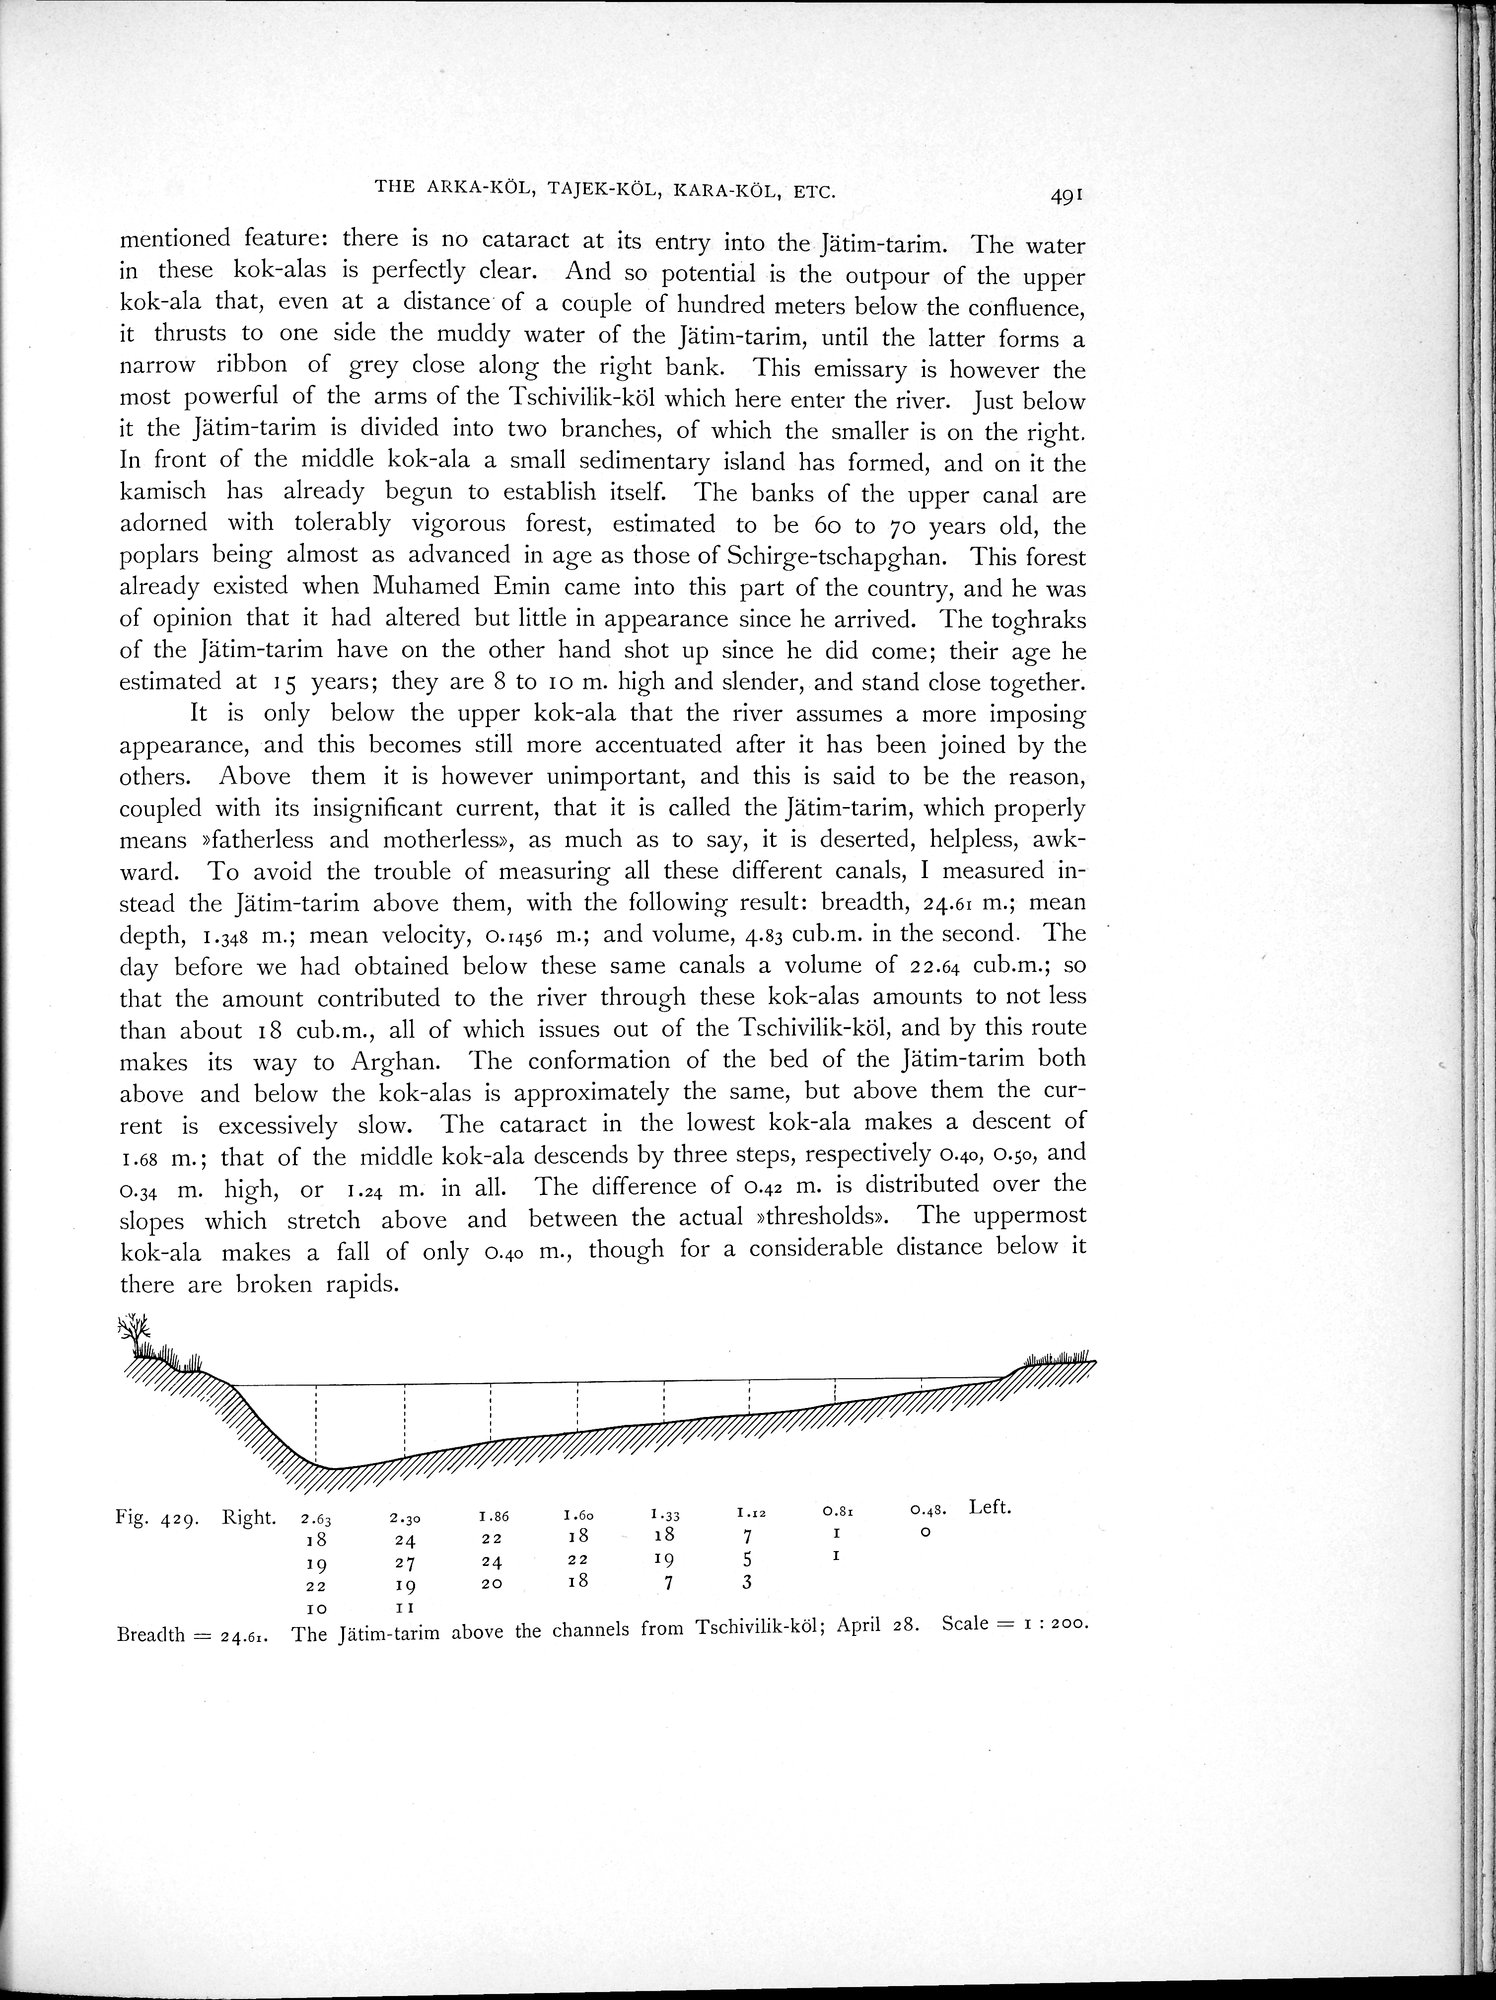 THE ARKA-KÖL, TAJEK-KÖL, KARA-KÖL, ETC. 491
mentioned feature: there is no cataract at its entry into the Jätim-tarim. The water
in these kok-alas is perfectly clear. And so potential is the outpour of the upper
kok-ala that, even at a distance of a couple of hundred meters below the confluence,
it thrusts to one side the muddy water of the Jätim-tarim, until the latter forms a
narrow ribbon of grey close along the right bank. This emissary is however the
most powerful of the arms of the Tschivilik-köl which here enter the river. Just below
it the Jätim-tarim is divided into two branches, of which the smaller is on the right.
In front of the middle kok-ala a small sedimentary island has formed, and on it the
kamisch has already begun to establish itself. The banks of the upper canal are
adorned with tolerably vigorous forest, estimated to be 60 to 70 years old, the
poplars being almost as advanced in age as those of Schirge-tschapghan. This forest
already existed when Muhamed Emin came into this part of the country, and he was
of opinion that it had altered but little in appearance since he arrived. The toghraks
of the Jätim-tarim have on the other hand shot up since he did come; their age he
estimated at 15 years; they are 8 to 10 m. high and slender, and stand close together.
It is only below the upper kok-ala that the river assumes a more imposing
appearance, and this becomes still more accentuated after it has been joined by the
others. Above them it is however unimportant, and this is said to be the reason,
coupled with its insignificant current, that it is called the Jätim-tarim, which properly
means »fatherless and motherless», as much as to say, it is deserted, helpless, awk-
ward. To avoid the trouble of measuring all these different canals, I measured in-
stead the Jätim-tarim above them, with the following result: breadth, 24.61 m.; mean
depth, 1.348 m.; mean velocity, 0.1456 m.; and volume, 4.83 cub.m. in the second. The
day before we had obtained below these same canals a volume of 22.64 cub.m.; so
that the amount contributed to the river through these kok-alas amounts to not less
than about 18 cub.m., all of which issues out of the Tschivilik-köl, and by this route
makes its way to Arghan. The conformation of the bed of the Jätim-tarim both
above and below the kok-alas is approximately the same, but above them the cur-
rent is excessively slow. The cataract in the lowest kok-ala makes a descent of
1.68 m.; that of the middle kok-ala descends by three steps, respectively 0.40, 0.50, and
0.34 m. high, or 1.24 m. in all. The difference of 0.42 m. is distributed over the
slopes which stretch above and between the actual »thresholds». The uppermost
kok-ala makes a fall of only 0.40 m., though for a considerable distance below it
there are broken rapids.
Fig. 429. Right. 2.63 2.30 1.86 1.60 1.33 1.12 0.81 0.48. Left.
18 24 22 18 18 7 1 0
19 27 24 22 19 5 1
22 19 20 18 7 3
10 11
Breadth = 24.61. The Jätim-tarim above the channels from Tschivilik-köl; April 28. Scale = 1 : 200.